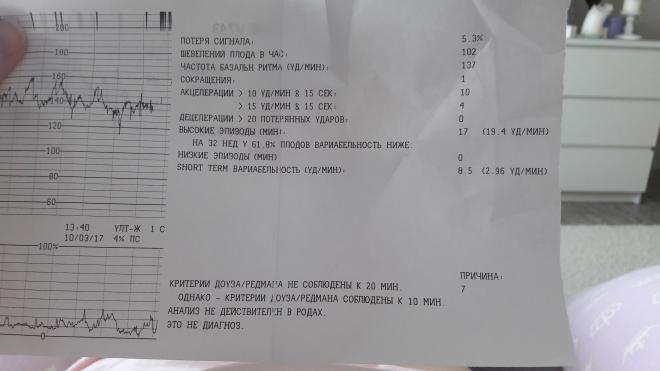 200
140
120
80
60
13:40 УЛТ-Ж 1 С
10/03/17 4% ПС
100%
0
ПОТЕРЯ СИГНАЛА: 5.3%
ШЕВЕЛЕНИЙ ПЛОДА В ЧАС: 102
ЧАСТОТА БАЗАЛЬН РИТМА (УД/МИН): 137
СОКРАЩЕНИЯ: 1
АКЦЕЛЕРАЦИИ > 10 УД/МИН & 15 СЕК: 10
> 15 УД/МИН & 15 СЕК: 4
ДЕЦЕЛЕРАЦИИ > 20 ПОТЕРЯННЫХ УДАРОВ: 0
ВЫСОКИЕ ЭПИЗОДЫ (МИН): 17 (19.4 УД/МИН)
НА 32 НЕД У 61.8% ПЛОДОВ ВАРИАБЕЛЬНОСТЬ НИЖЕ.
НИЗКИЕ ЭПИЗОДЫ (МИН) 0
SHORT TERM ВАРИАБЕЛЬНОСТЬ (УД/МИН): 8.5 (2.96 УД/МИН)
ПРИЧИНА:
КРИТЕРИИ ДОУЗА/РЕДМАНА НЕ СОБЛЮДЕНЫ К 20 МИН. 7
ОДНАКО - КРИТЕРИИ ДОУЗА/РЕДМАНА СОБЛЮДЕНЫ К 10 МИН.
АНАЛИЗ НЕ ДЕЙСТВИТЕЛЕН В РОДАХ.
ЭТО НЕ ДИАГНОЗ.